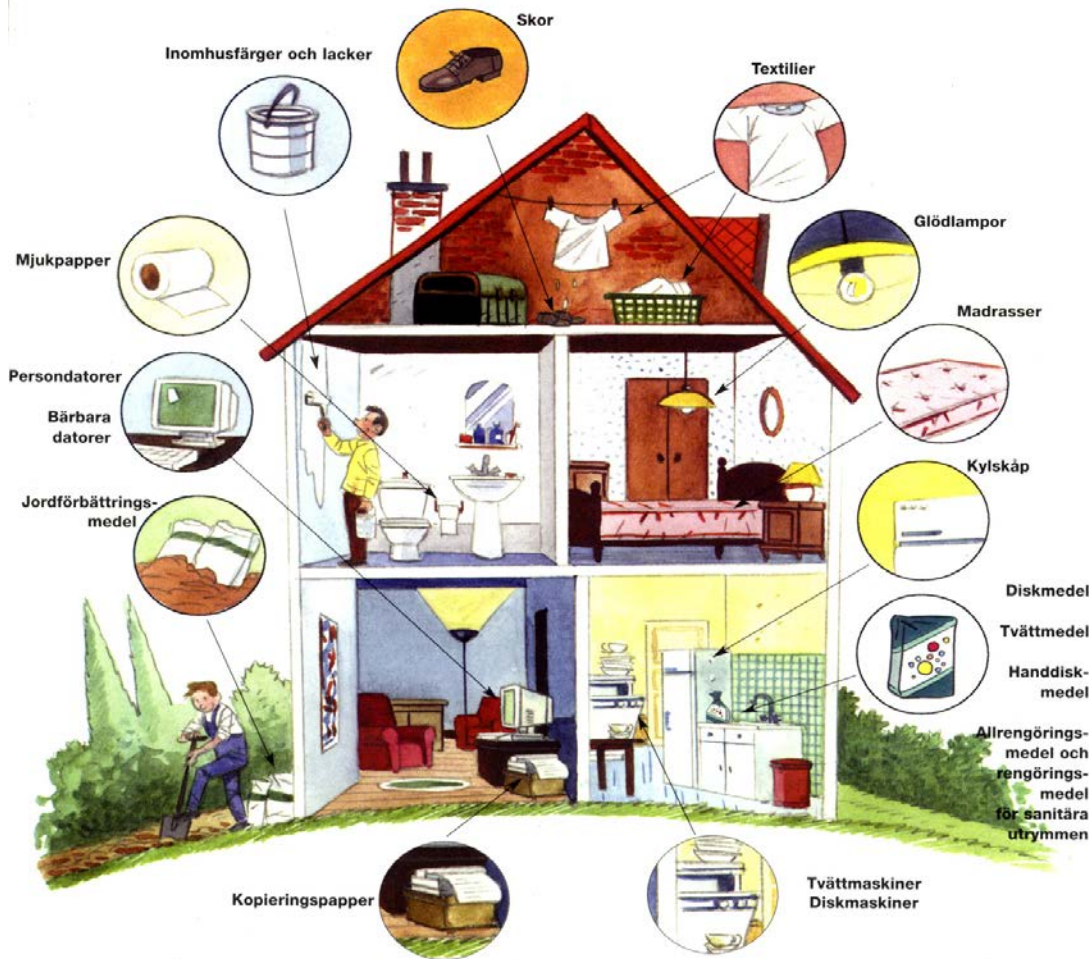 Skor
Inomhusfärger och lacker
Textilier
Glödlampor
Mjukpapper
Madrasser
Persondatorer
Bärbara
datorer
Kylskåp
Jordförbättrings-
medel
Diskmedel
Tvättmedel
Handdisk-
medel
Allrengörings-
medel och
rengörings-
medel
för sanitära
utrymmen
Kopieringspapper
Tvättmaskiner
Diskmaskiner